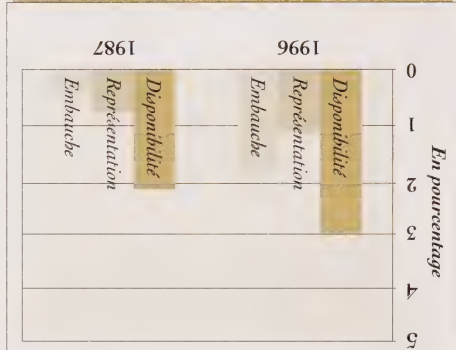 En pourcentage
5
4
3
2
1
0
Disponibilité
Représentation
Embauche
Disponibilité
Représentation
Embauche
1996
1987